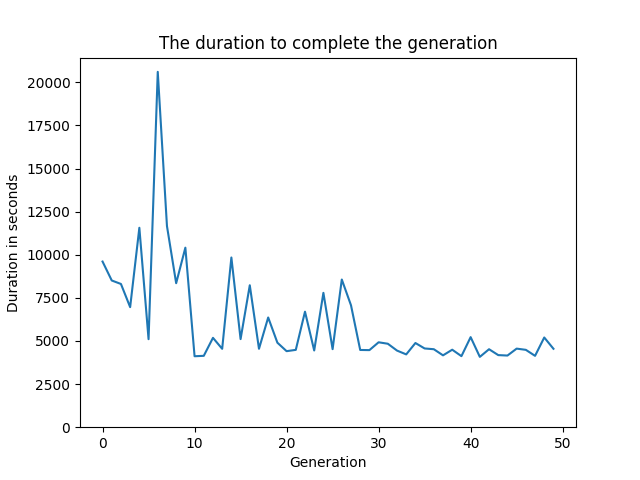 The duration to complete the generation
20000
17500
15000
12500
10000
7500
5000
2500
0
Duration in seconds
0 10 20 30 40 50
Generation